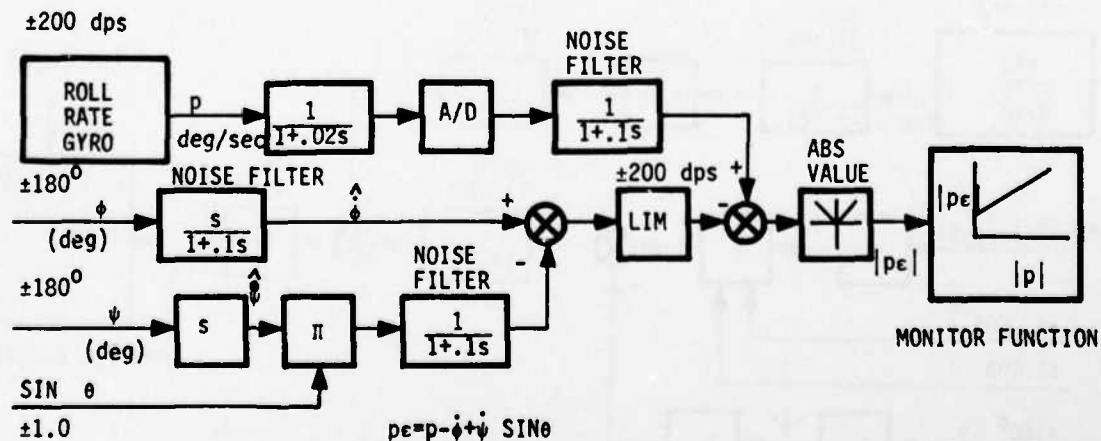 ±200 dps
ROLL
RATE
GYRO
p
deg/sec
1
1+.02s
A/D
NOISE
FILTER
1
1+.1s
±180⁰
NOISE FILTER
ϕ
(deg)
s
1+.1s
ϕ̇̂
+
-
±200 dps
LIM
+
-
ABS
VALUE
|pε|
|pε
|p|
MONITOR FUNCTION
±180⁰
ψ
(deg)
s
ψ̇̂
π
NOISE
FILTER
1
1+.1s
SIN θ
±1.0
pε=p-ϕ̇+ψ̇ SINθ